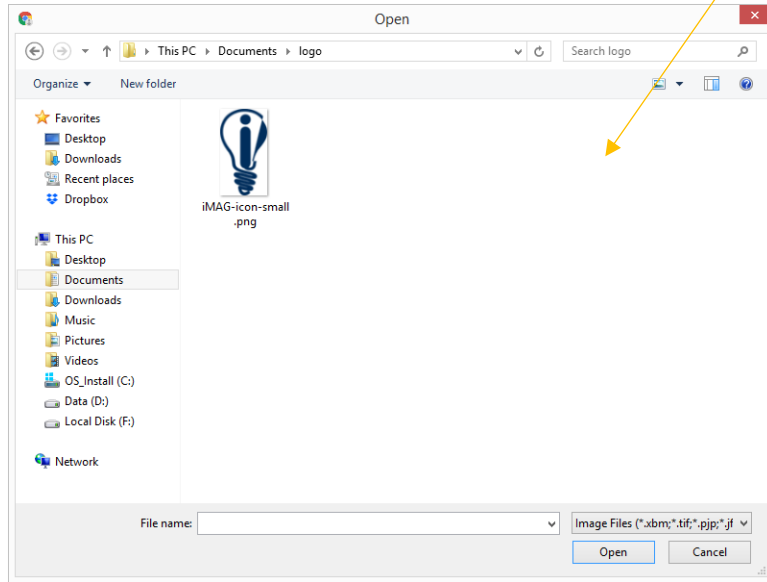 Open
This PC Documents logo
Search logo
Organize New folder
Favorites
Desktop
Downloads
Recent places
Dropbox
iMAG-icon-small
.png
This PC
Desktop
Documents
Downloads
Music
Pictures
Videos
OS_Install (C:)
Data (D:)
Local Disk (F:)
Network
File name:
Image Files (*.xbm;*.tif;*.pjp;*.jf
Open Cancel